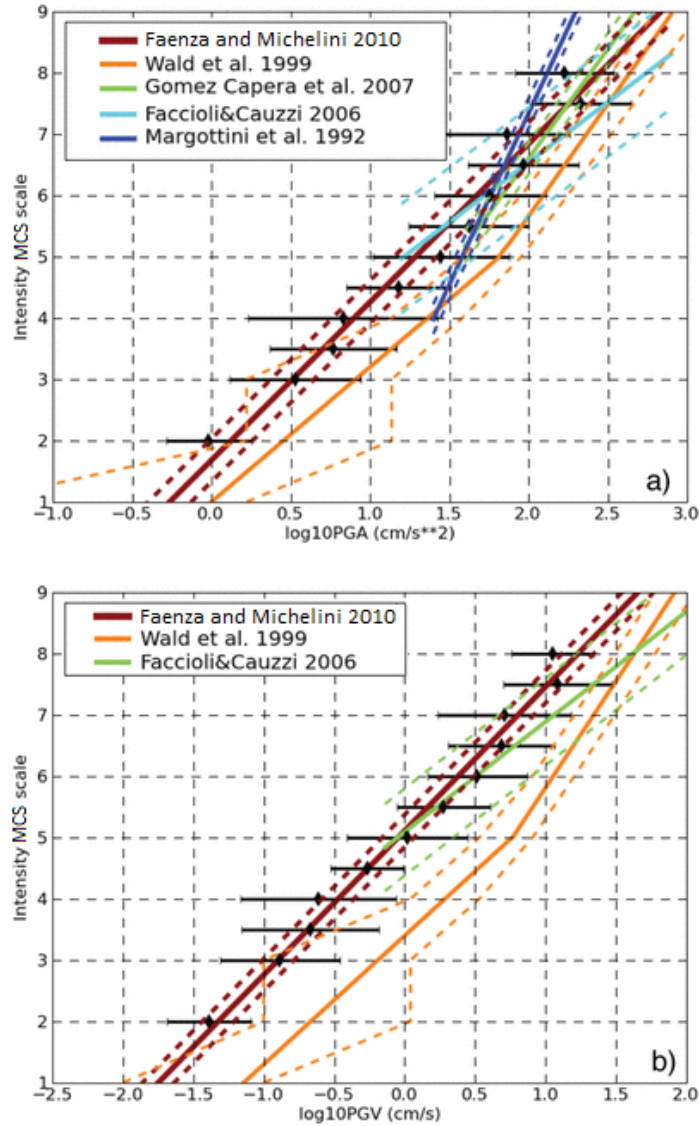 9
8
7
6
5
4
3
2
1
Intensity MCS scale
Faenza and Michelini 2010
Wald et al. 1999
Gomez Capera et al. 2007
Faccioli&Cauzzi 2006
Margottini et al. 1992
a)
−1.0 −0.5 0.0 0.5 1.0 1.5 2.0 2.5 3.0
log10PGA (cm/s**2)
9
8
7
6
5
4
3
2
1
Intensity MCS scale
Faenza and Michelini 2010
Wald et al. 1999
Faccioli&Cauzzi 2006
b)
−2.5 −2.0 −1.5 −1.0 −0.5 0.0 0.5 1.0 1.5 2.0
log10PGV (cm/s)